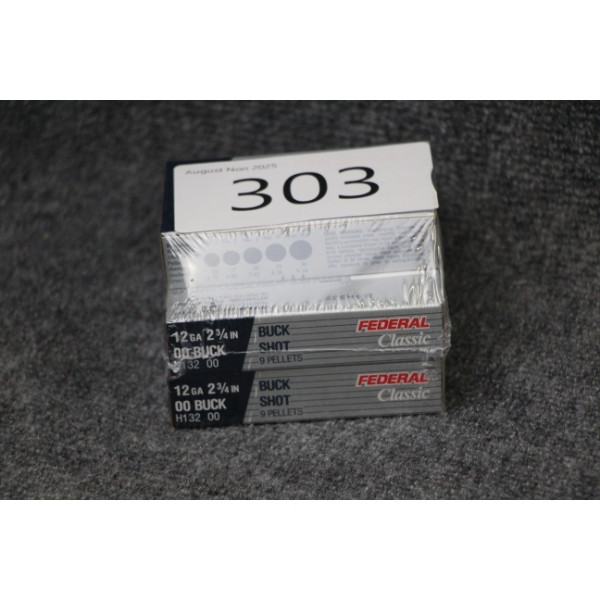 August Non 2025
303
12 GA 2 3/4 IN
00 BUCK
H132 00
BUCK
SHOT
9 PELLETS
FEDERAL
Classic
12 GA 2 3/4 IN
00 BUCK
H132 00
BUCK
SHOT
9 PELLETS
FEDERAL
Classic